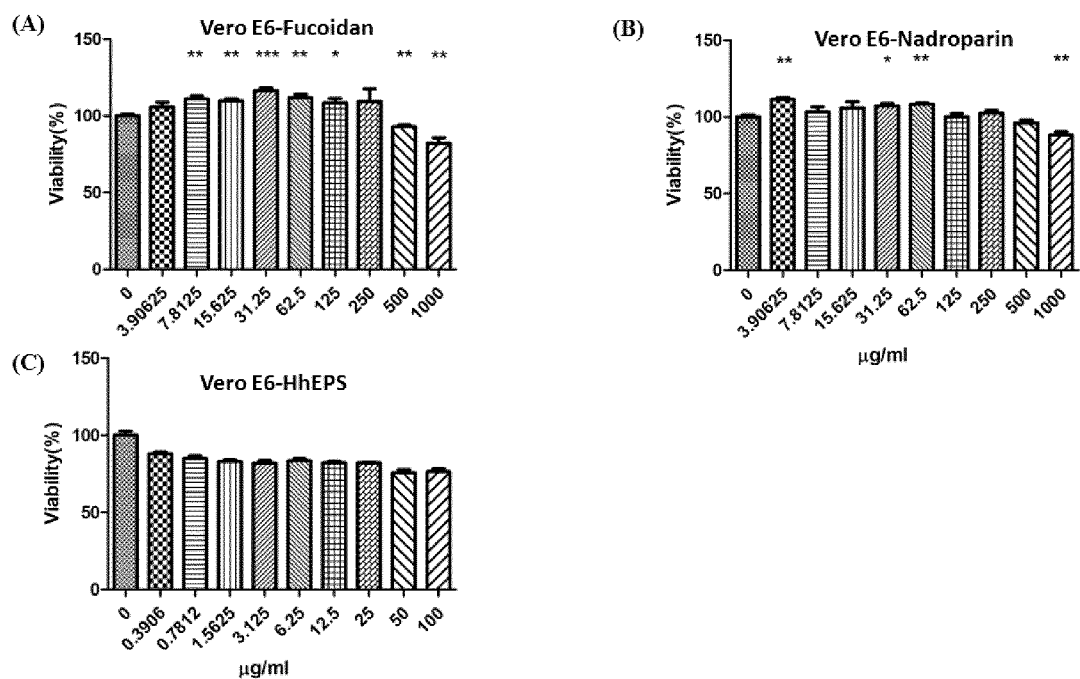 (A)
Vero E6-Fucoidan
** ** *** ** * ** **
150
100
50
0
Viability(%)
0 3.90625 7.8125 15.625 31.25 62.5 125 250 500 1000
(B)
Vero E6-Nadroparin
** * ** **
150
100
50
0
Viability(%)
0 3.90625 7.8125 15.625 31.25 62.5 125 250 500 1000
μg/ml
(C)
Vero E6-HhEPS
150
100
50
0
Viability(%)
0 0.3906 0.7812 1.5625 3.125 6.25 12.5 25 50 100
μg/ml